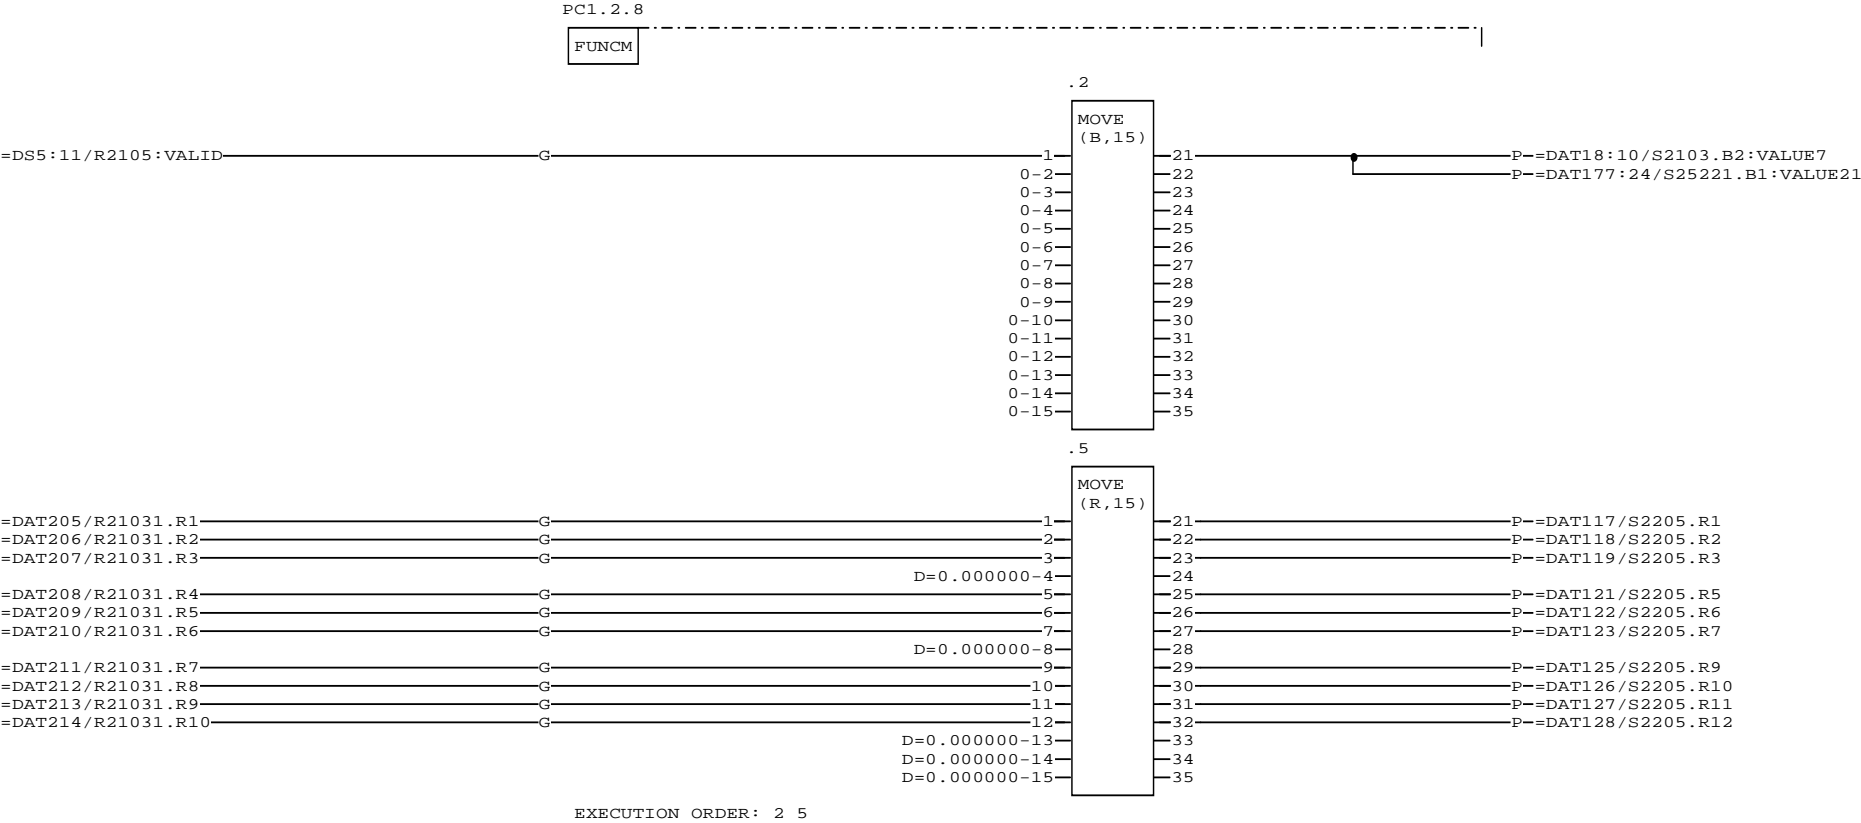 PC1.2.8
FUNCM
.2
MOVE
(B,15)
=DS5:11/R2105:VALID G 1 21 P-=DAT18:10/S2103.B2:VALUE7
0-2 22 P-=DAT177:24/S25221.B1:VALUE21
0-3 23
0-4 24
0-5 25
0-6 26
0-7 27
0-8 28
0-9 29
0-10 30
0-11 31
0-12 32
0-13 33
0-14 34
0-15 35
.5
MOVE
(R,15)
=DAT205/R21031.R1 G 1 21 P-=DAT117/S2205.R1
=DAT206/R21031.R2 G 2 22 P-=DAT118/S2205.R2
=DAT207/R21031.R3 G 3 23 P-=DAT119/S2205.R3
D=0.000000-4 24
=DAT208/R21031.R4 G 5 25 P-=DAT121/S2205.R5
=DAT209/R21031.R5 G 6 26 P-=DAT122/S2205.R6
=DAT210/R21031.R6 G 7 27 P-=DAT123/S2205.R7
D=0.000000-8 28
=DAT211/R21031.R7 G 9 29 P-=DAT125/S2205.R9
=DAT212/R21031.R8 G 10 30 P-=DAT126/S2205.R10
=DAT213/R21031.R9 G 11 31 P-=DAT127/S2205.R11
=DAT214/R21031.R10 G 12 32 P-=DAT128/S2205.R12
D=0.000000-13 33
D=0.000000-14 34
D=0.000000-15 35
EXECUTION ORDER: 2 5